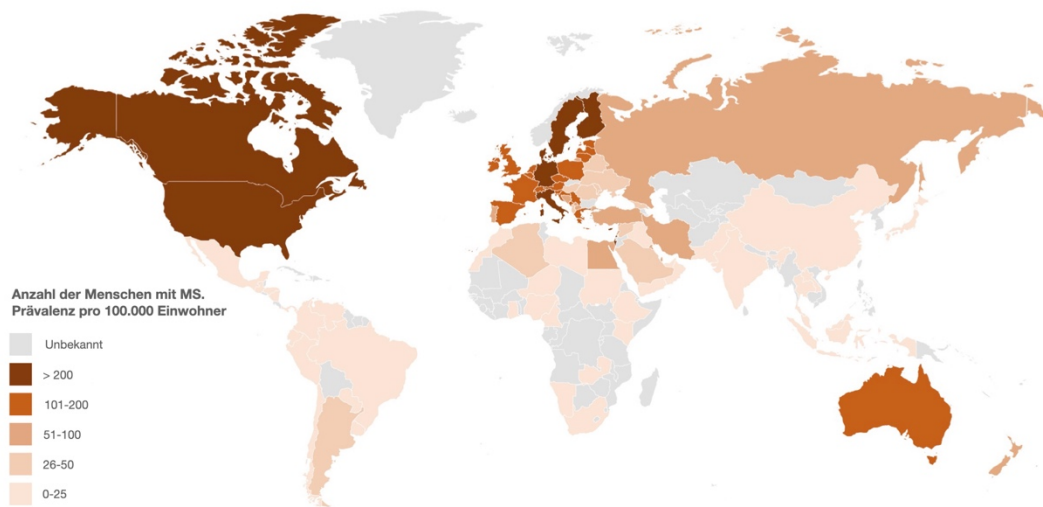 Anzahl der Menschen mit MS.
Prävalenz pro 100.000 Einwohner
Unbekannt
> 200
101-200
51-100
26-50
0-25